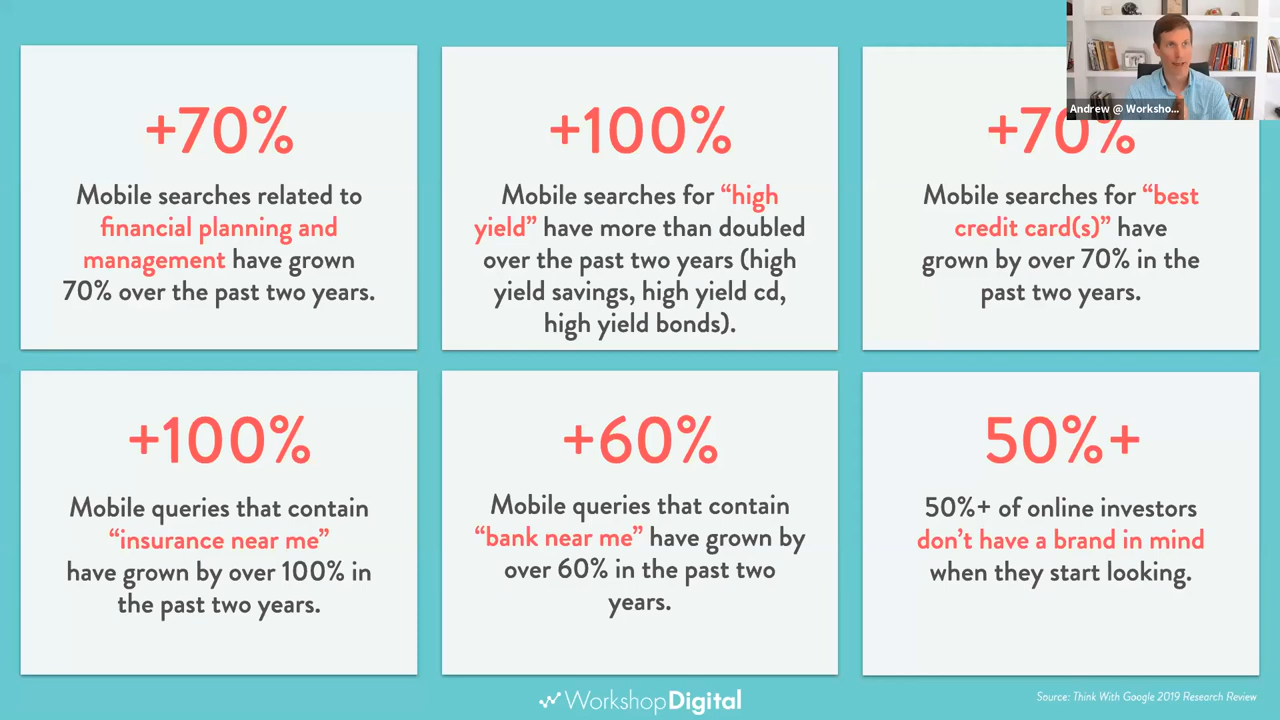 +70%
Mobile searches related to
financial planning and
management have grown
70% over the past two years.
+100%
Mobile searches for “high
yield” have more than doubled
over the past two years (high
yield savings, high yield cd,
high yield bonds).
Andrew @ Worksho...
+70%
Mobile searches for “best
credit card(s)” have
grown by over 70% in the
past two years.
+100%
Mobile queries that contain
“insurance near me”
have grown by over 100% in
the past two years.
+60%
Mobile queries that contain
“bank near me” have grown by
over 60% in the past two
years.
50%+
50%+ of online investors
don’t have a brand in mind
when they start looking.
WorkshopDigital
Source: Think With Google 2019 Research Review